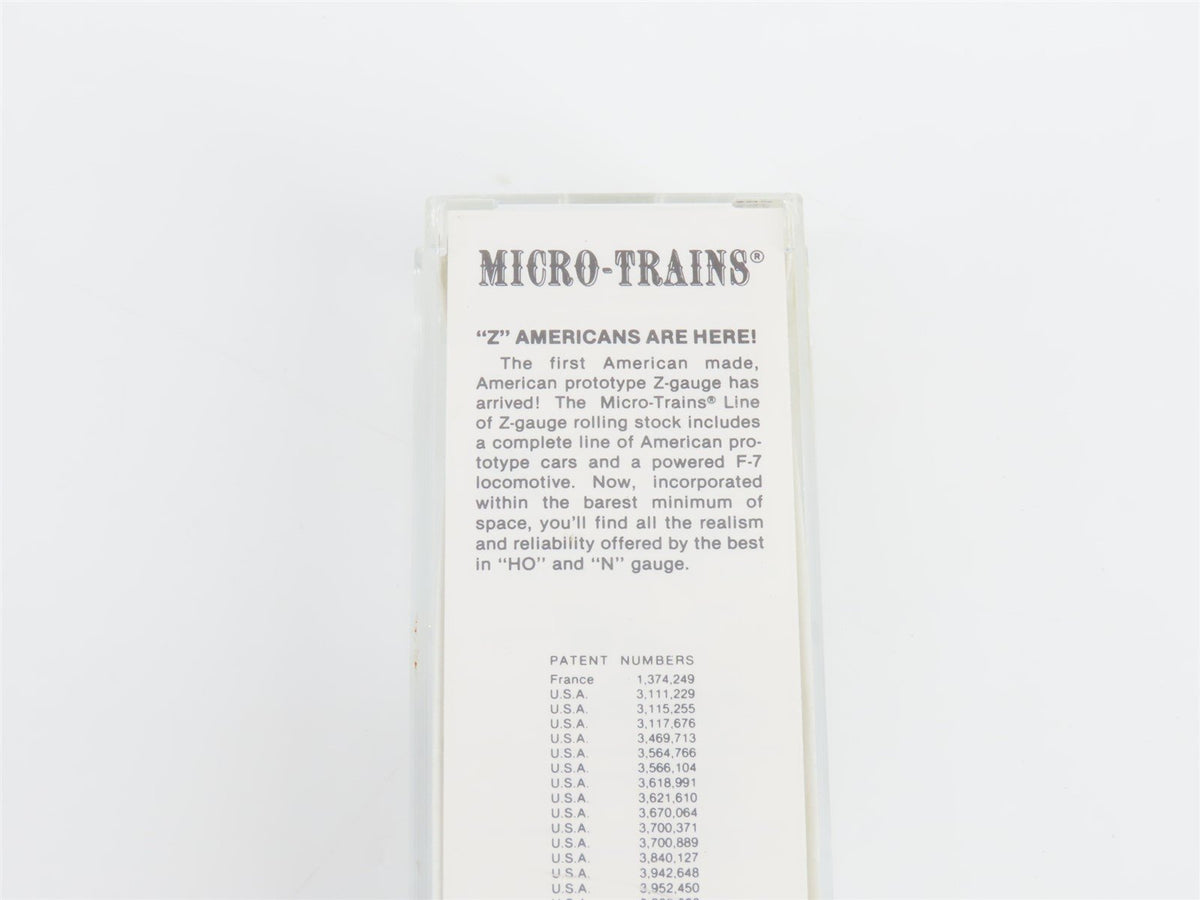 MICRO-TRAINS®
“Z” AMERICANS ARE HERE!
The first American made,
American prototype Z-gauge has
arrived! The Micro-Trains® Line
of Z-gauge rolling stock includes
a complete line of American pro-
totype cars and a powered F-7
locomotive. Now, incorporated
within the barest minimum of
space, you'll find all the realism
and reliability offered by the best
in “HO” and “N” gauge.
PATENT NUMBERS
France 1,374,249
U.S.A. 3,111,229
U.S.A. 3,115,255
U.S.A. 3,117,676
U.S.A. 3,469,713
U.S.A. 3,564,766
U.S.A. 3,566,104
U.S.A. 3,618,991
U.S.A. 3,621,610
U.S.A. 3,670,064
U.S.A. 3,700,371
U.S.A. 3,700,889
U.S.A. 3,840,127
U.S.A. 3,942,648
U.S.A. 3,952,450